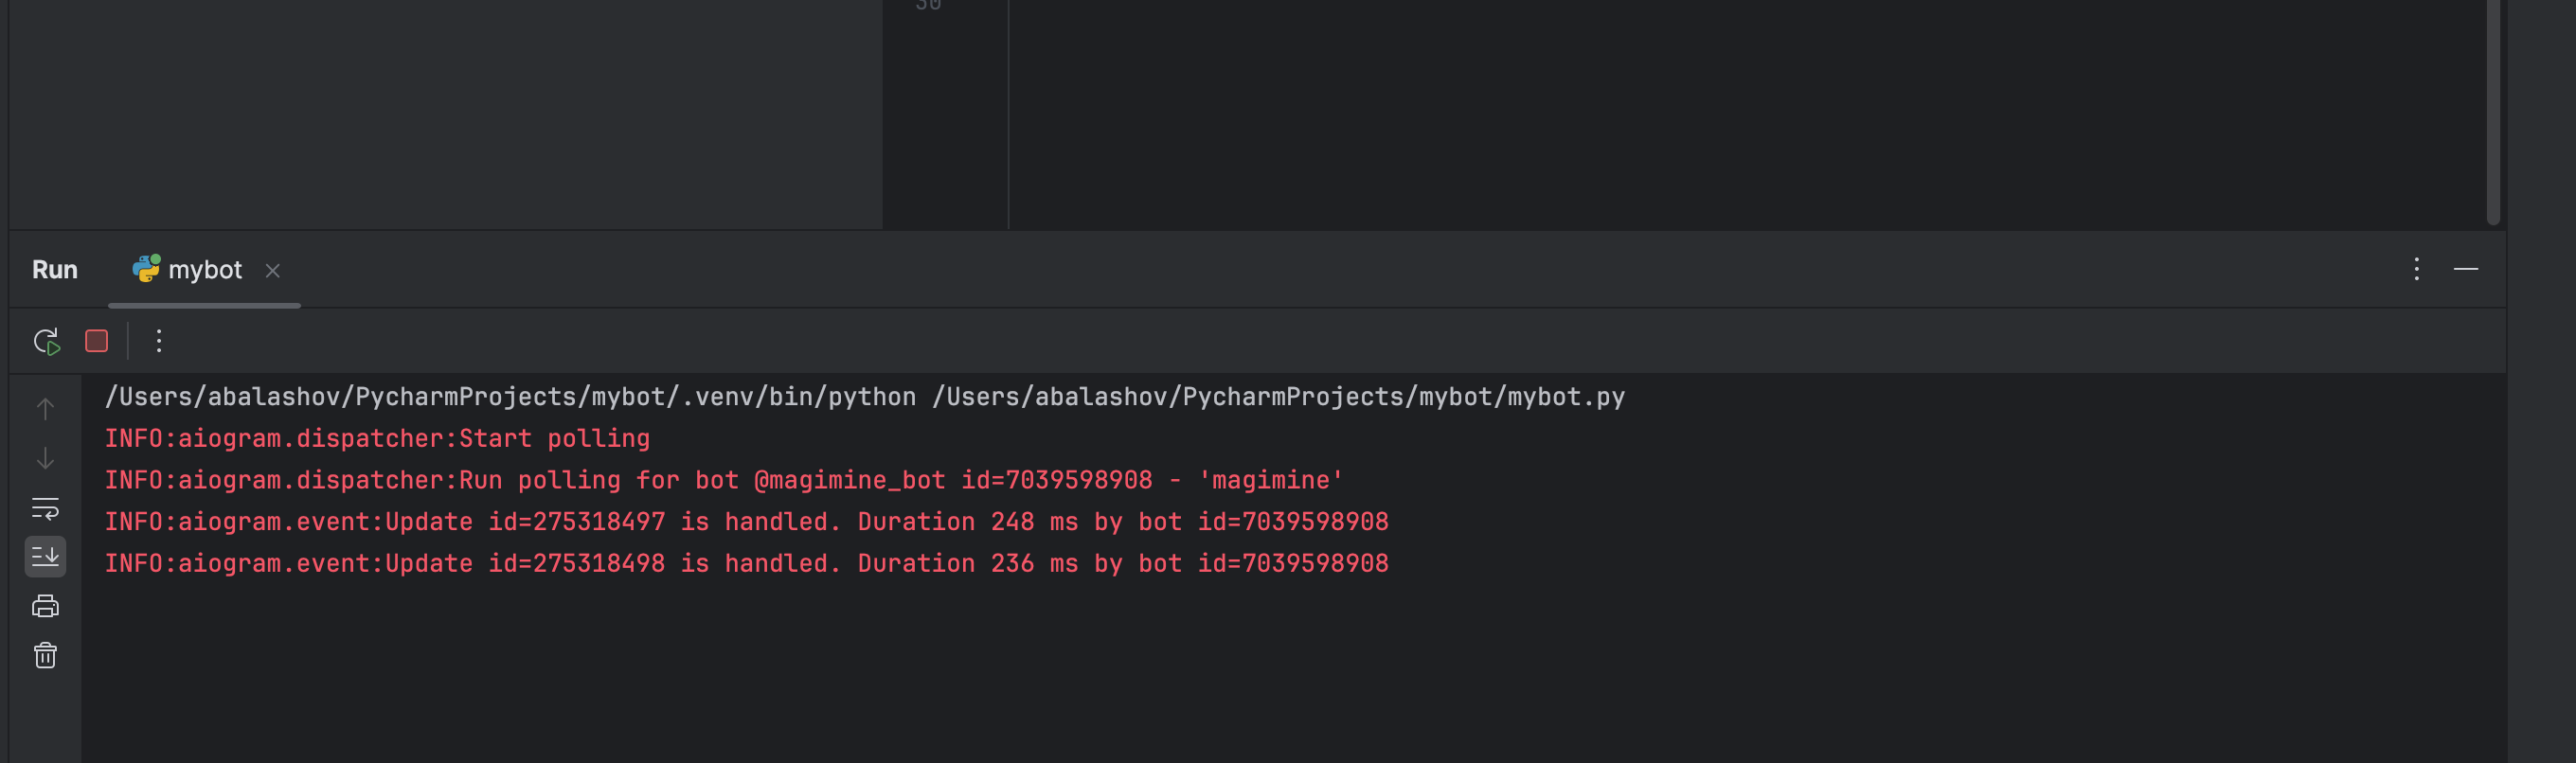 30
Run mybot
/Users/abalashov/PycharmProjects/mybot/.venv/bin/python /Users/abalashov/PycharmProjects/mybot/mybot.py
INFO:aiogram.dispatcher:Start polling
INFO:aiogram.dispatcher:Run polling for bot @magimine_bot id=7039598908 - 'magimine'
INFO:aiogram.event:Update id=275318497 is handled. Duration 248 ms by bot id=7039598908
INFO:aiogram.event:Update id=275318498 is handled. Duration 236 ms by bot id=7039598908